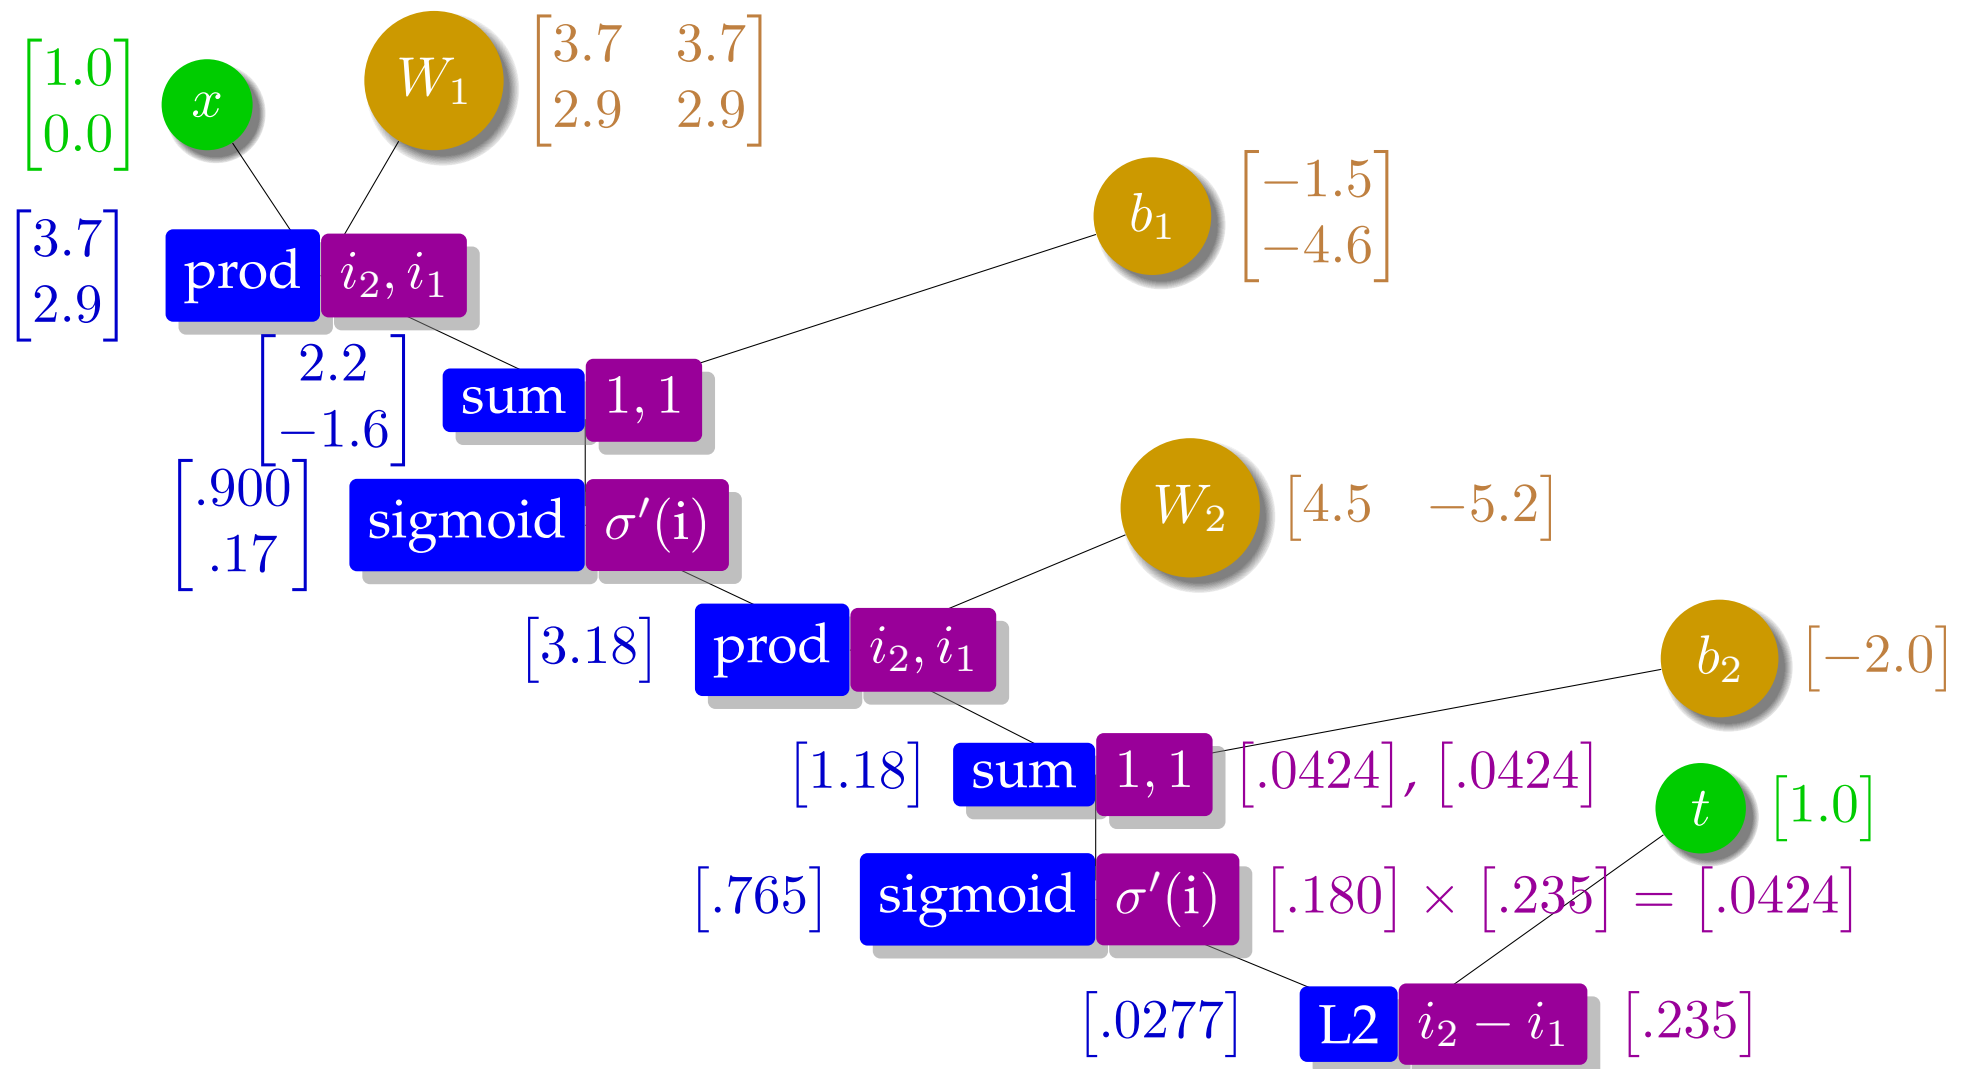 [1.0 0.0] x W₁ [3.7 3.7 2.9 2.9]
[3.7 2.9] prod i₂, i₁ b₁ [−1.5 −4.6]
[2.2 −1.6] sum 1, 1
[.900 .17] sigmoid σ′(i) W₂ [4.5 −5.2]
[3.18] prod i₂, i₁ b₂ [−2.0]
[1.18] sum 1, 1 [.0424], [.0424] t [1.0]
[.765] sigmoid σ′(i) [.180] × [.235] = [.0424]
[.0277] L2 i₂ − i₁ [.235]